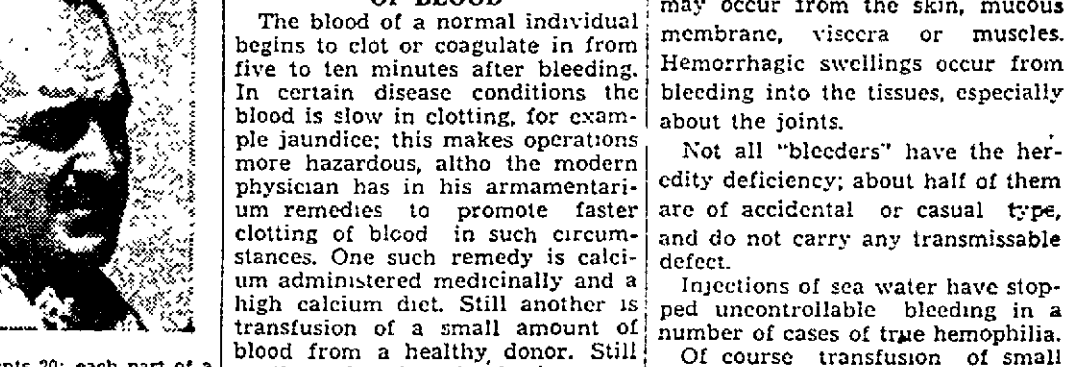 OF BLOOD
The blood of a normal individual
begins to clot or coagulate in from
five to ten minutes after bleeding.
In certain disease conditions the
blood is slow in clotting, for exam-
ple jaundice; this makes operations
more hazardous, altho the modern
physician has in his armamentari-
um remedies to promote faster
clotting of blood in such circum-
stances. One such remedy is calci-
um administered medicinally and a
high calcium diet. Still another is
transfusion of a small amount of
blood from a healthy donor. Still
may occur from the skin, mucous
membrane, viscera or muscles.
Hemorrhagic swellings occur from
bleeding into the tissues, especially
about the joints.
Not all "bleeders" have the her-
edity deficiency; about half of them
are of accidental or casual type,
and do not carry any transmissable
defect.
Injections of sea water have stop-
ped uncontrollable bleeding in a
number of cases of true hemophilia.
Of course transfusion of small
20; each part of a